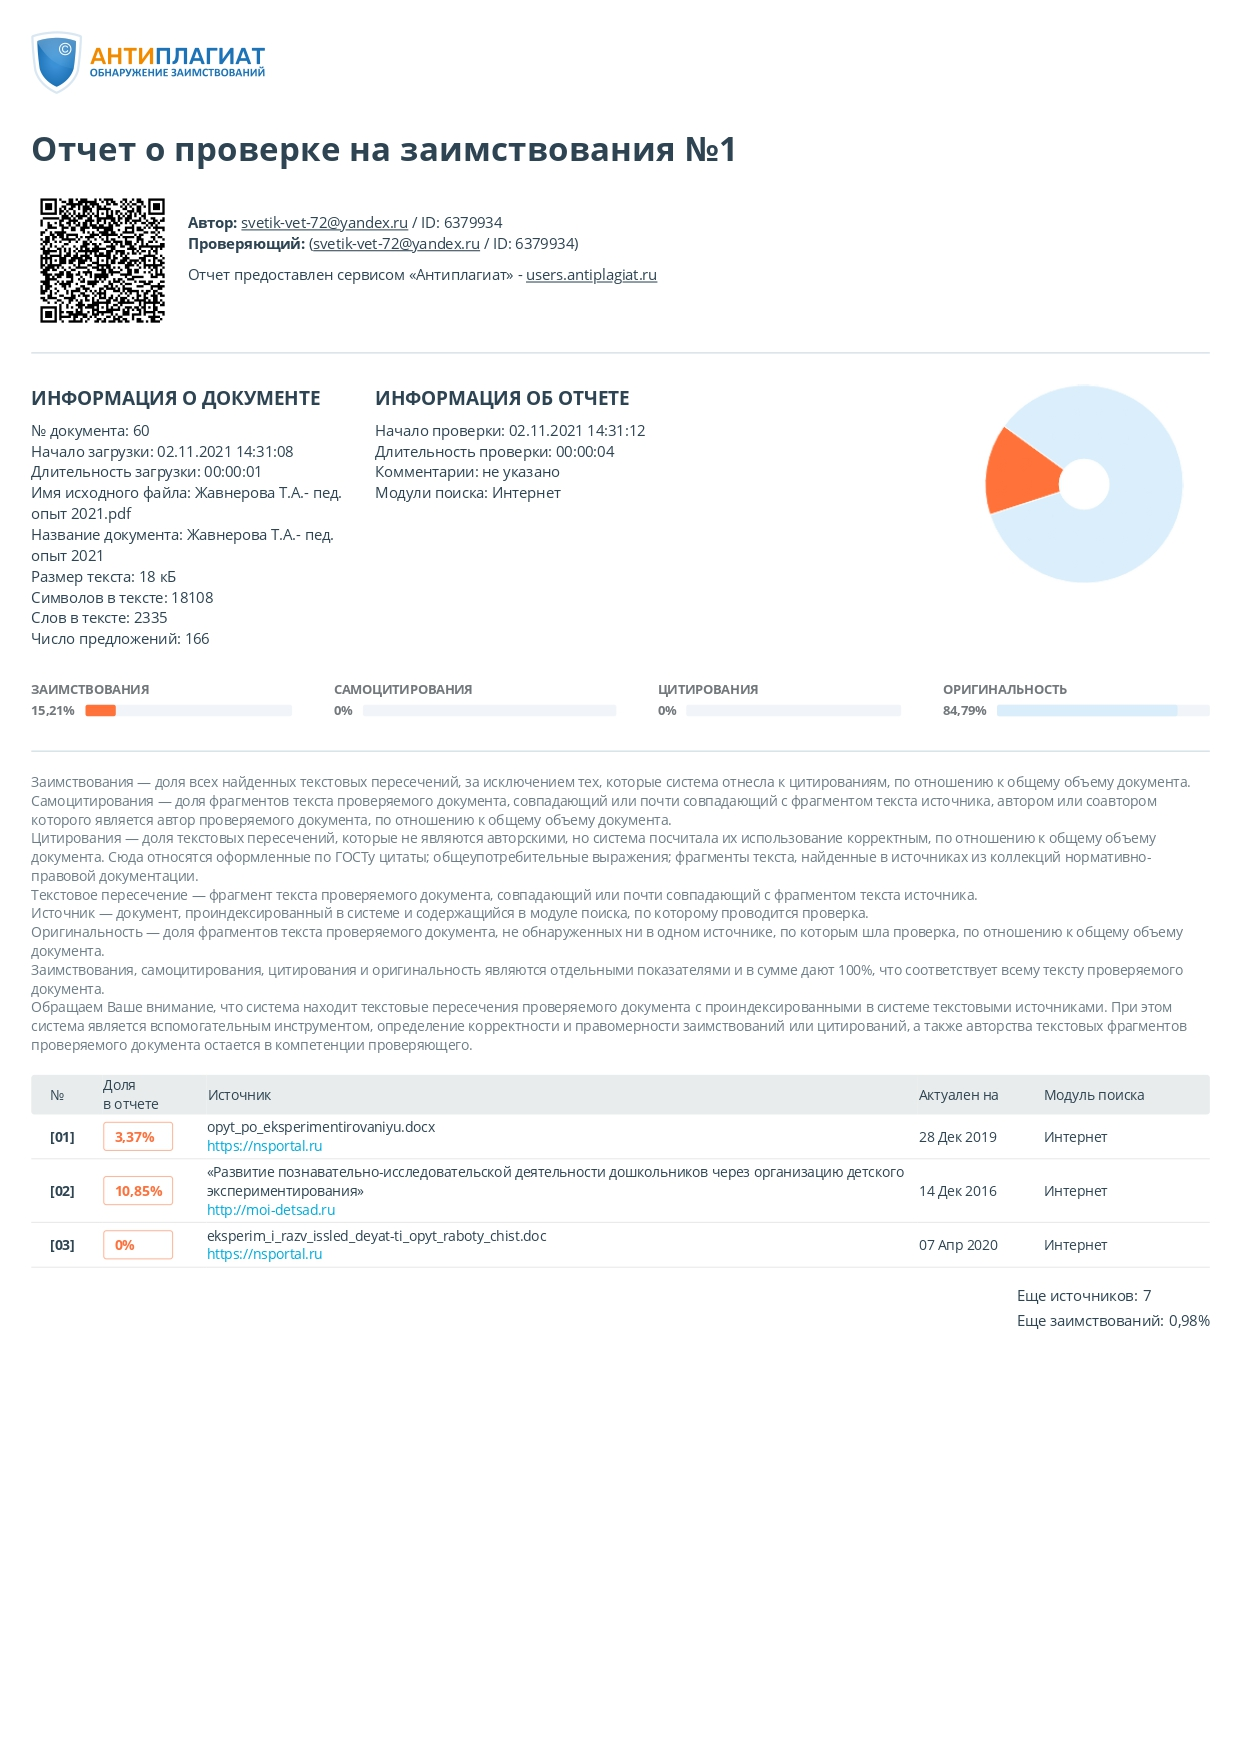 ©
АНТИПЛАГИАТ
ОБНАРУЖЕНИЕ ЗАИМСТВОВАНИЙ
Отчет о проверке на заимствования №1
Автор: svetik-vet-72@yandex.ru / ID: 6379934
Проверяющий: (svetik-vet-72@yandex.ru / ID: 6379934)
Отчет предоставлен сервисом «Антиплагиат» - users.antiplagiat.ru
ИНФОРМАЦИЯ О ДОКУМЕНТЕ
№ документа: 60
Начало загрузки: 02.11.2021 14:31:08
Длительность загрузки: 00:00:01
Имя исходного файла: Жавнерова Т.А.- пед.
опыт 2021.pdf
Название документа: Жавнерова Т.А.- пед.
опыт 2021
Размер текста: 18 кБ
Символов в тексте: 18108
Слов в тексте: 2335
Число предложений: 166
ИНФОРМАЦИЯ ОБ ОТЧЕТЕ
Начало проверки: 02.11.2021 14:31:12
Длительность проверки: 00:00:04
Комментарии: не указано
Модули поиска: Интернет
ЗАИМСТВОВАНИЯ
15,21%
САМОЦИТИРОВАНИЯ
0%
ЦИТИРОВАНИЯ
0%
ОРИГИНАЛЬНОСТЬ
84,79%
Заимствования — доля всех найденных текстовых пересечений, за исключением тех, которые система отнесла к цитированиям, по отношению к общему объему документа.
Самоцитирования — доля фрагментов текста проверяемого документа, совпадающий или почти совпадающий с фрагментом текста источника, автором или соавтором
которого является автор проверяемого документа, по отношению к общему объему документа.
Цитирования — доля текстовых пересечений, которые не являются авторскими, но система посчитала их использование корректным, по отношению к общему объему
документа. Сюда относятся оформленные по ГОСТу цитаты; общеупотребительные выражения; фрагменты текста, найденные в источниках из коллекций нормативно-
правовой документации.
Текстовое пересечение — фрагмент текста проверяемого документа, совпадающий или почти совпадающий с фрагментом текста источника.
Источник — документ, проиндексированный в системе и содержащийся в модуле поиска, по которому проводится проверка.
Оригинальность — доля фрагментов текста проверяемого документа, не обнаруженных ни в одном источнике, по которым шла проверка, по отношению к общему объему
документа.
Заимствования, самоцитирования, цитирования и оригинальность являются отдельными показателями и в сумме дают 100%, что соответствует всему тексту проверяемого
документа.
Обращаем Ваше внимание, что система находит текстовые пересечения проверяемого документа с проиндексированными в системе текстовыми источниками. При этом
система является вспомогательным инструментом, определение корректности и правомерности заимствований или цитирований, а также авторства текстовых фрагментов
проверяемого документа остается в компетенции проверяющего.
№ Доля в отчете Источник Актуален на Модуль поиска
[01] 3,37% opyt_po_eksperimentirovaniyu.docx 28 Дек 2019 Интернет
https://nsportal.ru
«Развитие познавательно-исследовательской деятельности дошкольников через организацию детского
[02] 10,85% экспериментирования» 14 Дек 2016 Интернет
http://moi-detsad.ru
[03] 0% eksperim_i_razv_issled_deyat-ti_opyt_raboty_chist.doc 07 Апр 2020 Интернет
https://nsportal.ru
Еще источников: 7
Еще заимствований: 0,98%